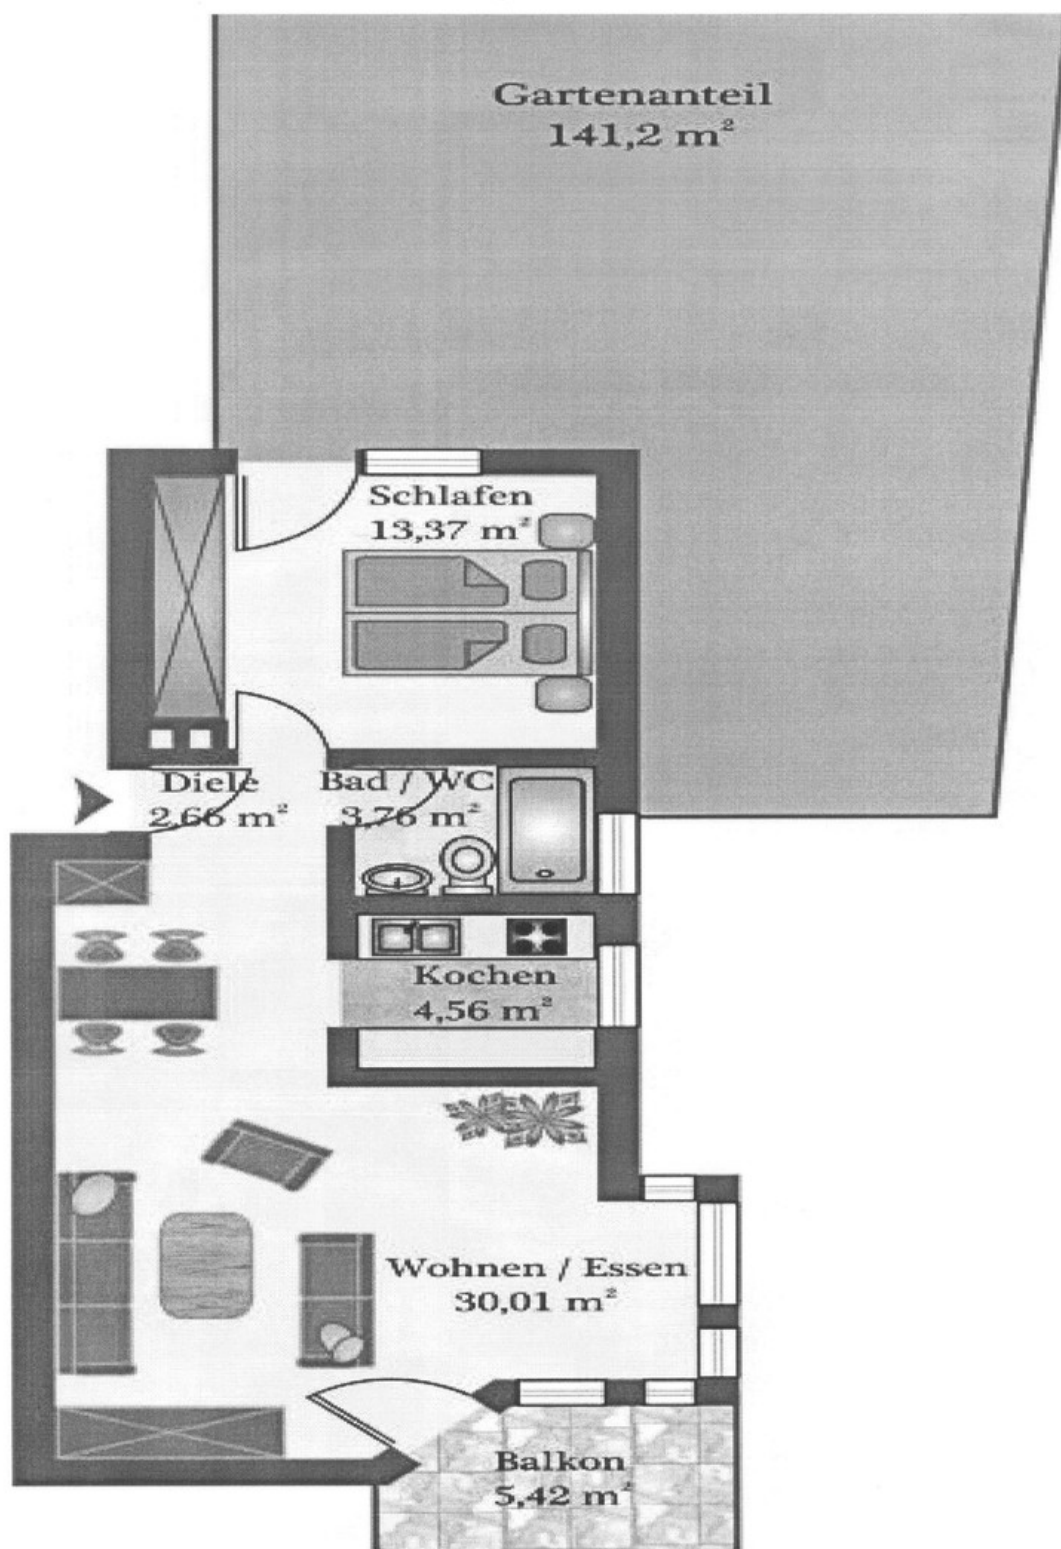 Gartenanteil
141,2 m²
Schlafen
13,37 m²
Diele
2,66 m²
Bad / WC
3,76 m²
Kochen
4,56 m²
Wohnen / Essen
30,01 m²
Balkon
5,42 m²